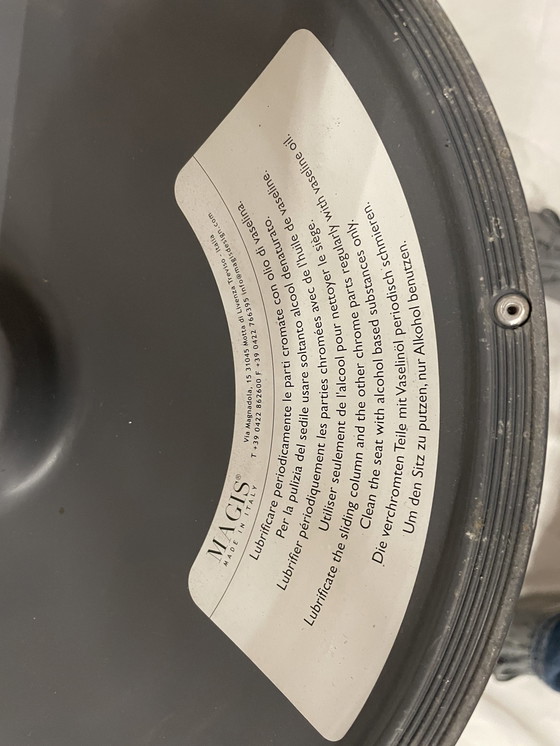 MAGIS®
MADE IN ITALY
Via Magnadola, 15 31045 Motta di Livenza Treviso - Italia
T +39 0422 862600 F +39 0422 766395 info@magisdesign.com
Lubrificare periodicamente le parti cromate con olio di vaselina.
Per la pulizia del sedile usare soltanto alcool denaturato.
Lubrifier périodiquement les parties chromées avec de l'huile de vaseline.
Utiliser seulement de l'alcool pour nettoyer le siège.
Lubrificate the sliding column and the other chrome parts regularly with vaseline oil.
Clean the seat with alcohol based substances only.
Die verchromten Teile mit Vaselinöl periodisch schmieren.
Um den Sitz zu putzen, nur Alkohol benutzen.